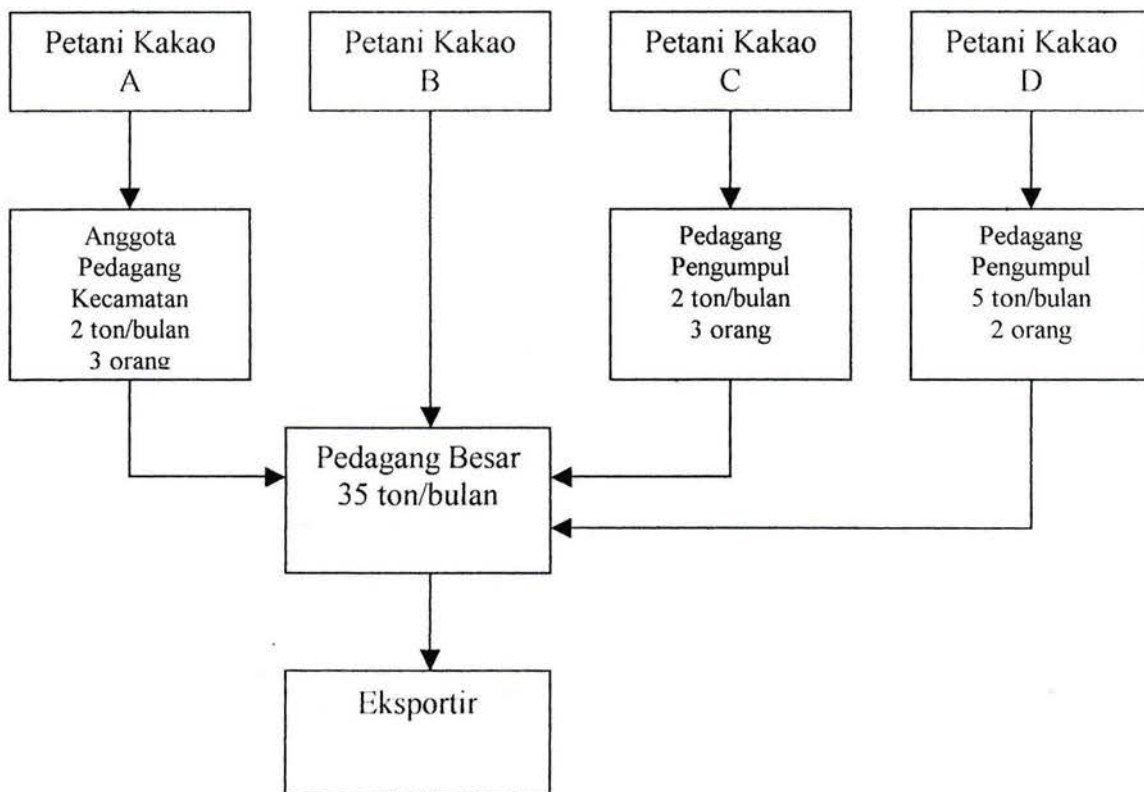 Petani Kakao
A
Petani Kakao
B
Petani Kakao
C
Petani Kakao
D
Anggota
Pedagang
Kecamatan
2 ton/bulan
3 orang
Pedagang
Pengumpul
2 ton/bulan
3 orang
Pedagang
Pengumpul
5 ton/bulan
2 orang
Pedagang Besar
35 ton/bulan
Eksportir